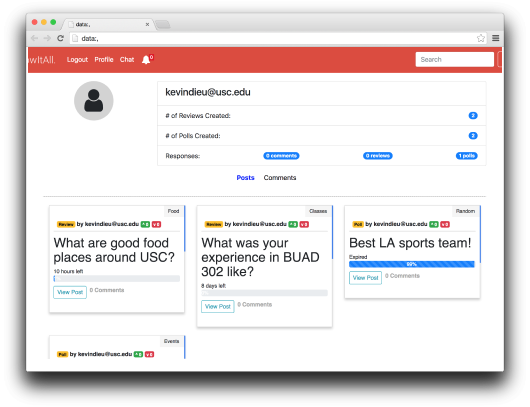 data:,
data:,
owItAll.
Logout Profile Chat
Search
kevindieu@usc.edu
# of Reviews Created: 2
# of Polls Created: 2
Responses: 0 comments 0 reviews 1 polls
Posts Comments
Food
Review by kevindieu@usc.edu ^ 0 v 0
What are good food
places around USC?
10 hours left
View Post 0 Comments
Classes
Review by kevindieu@usc.edu ^ 0 v 0
What was your
experience in BUAD
302 like?
6 days left
View Post 0 Comments
Random
Poll by kevindieu@usc.edu ^ 0 v 0
Best LA sports team!
Expired
View Post 0 Comments
Events
Poll by kevindieu@usc.edu ^ 0 v 0